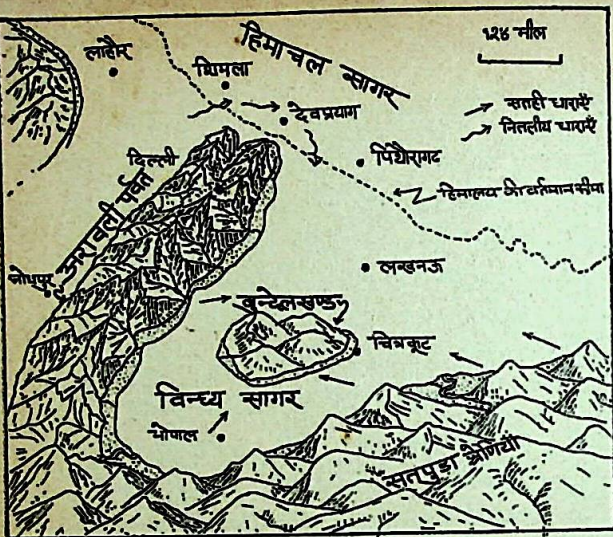 लाहौर
शिमला
हिमाचल सागर
१२४ मील
देवप्रयाग
सतही धाराएँ
नितलीय धाराएँ
दिल्ली
पिथौरागढ़
अरावली पर्वत
हिमालय की वर्तमान सीमा
जोधपुर
लखनऊ
बुन्देलखण्ड
चित्रकूट
विन्ध्य सागर
भोपाल
सतपुड़ा श्रेणियाँ